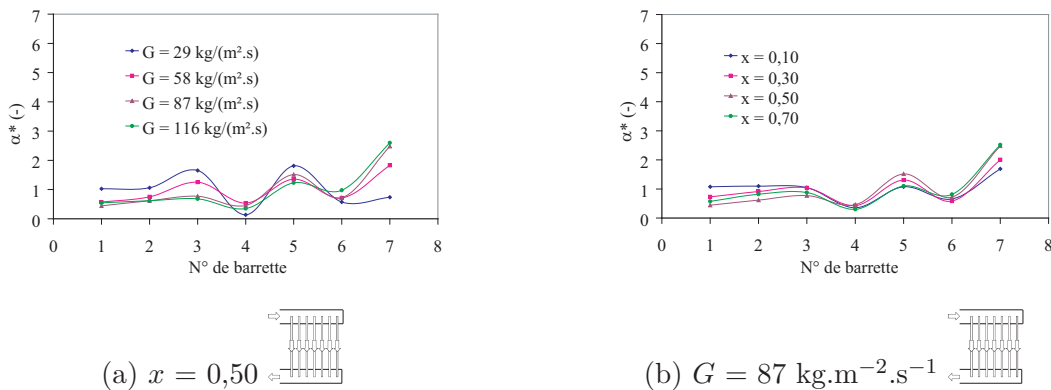 7
6
5
4
3
2
1
0
α* (-)
G = 29 kg/(m².s)
G = 58 kg/(m².s)
G = 87 kg/(m².s)
G = 116 kg/(m².s)
0 1 2 3 4 5 6 7 8
N° de barrette
(a) x = 0,50
7
6
5
4
3
2
1
0
α* (-)
x = 0,10
x = 0,30
x = 0,50
x = 0,70
0 1 2 3 4 5 6 7 8
N° de barrette
(b) G = 87 kg.m⁻².s⁻¹